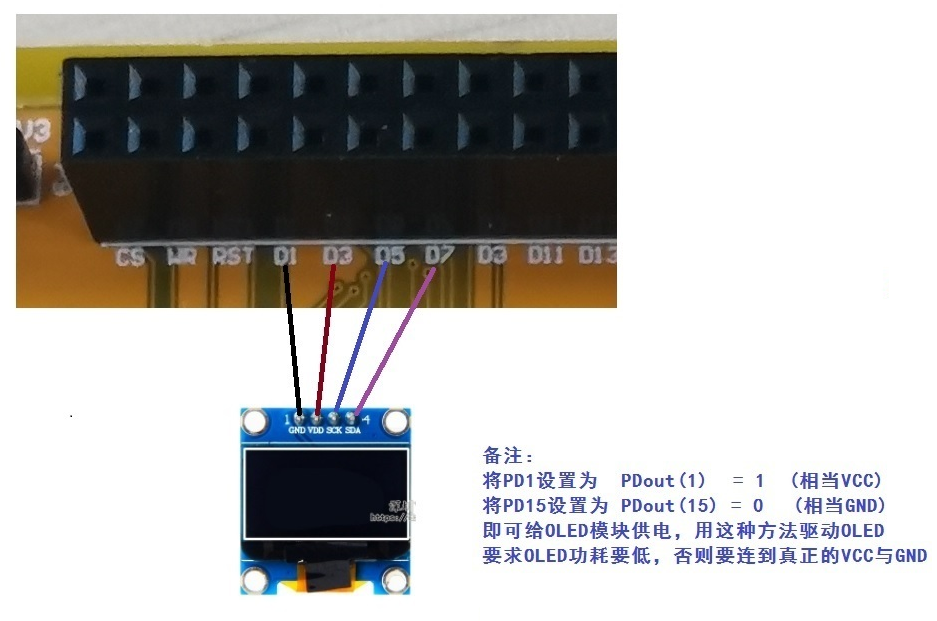 V3
CS WR RST D1 D3 D5 D7 D3 D11 D13
1 4
GND VDD SCK SDA
备注：
将PD1设置为 PDout(1) = 1 (相当VCC)
将PD15设置为 PDout(15) = 0 (相当GND)
即可给OLED模块供电，用这种方法驱动OLED
要求OLED功耗要低，否则要连到真正的VCC与GND